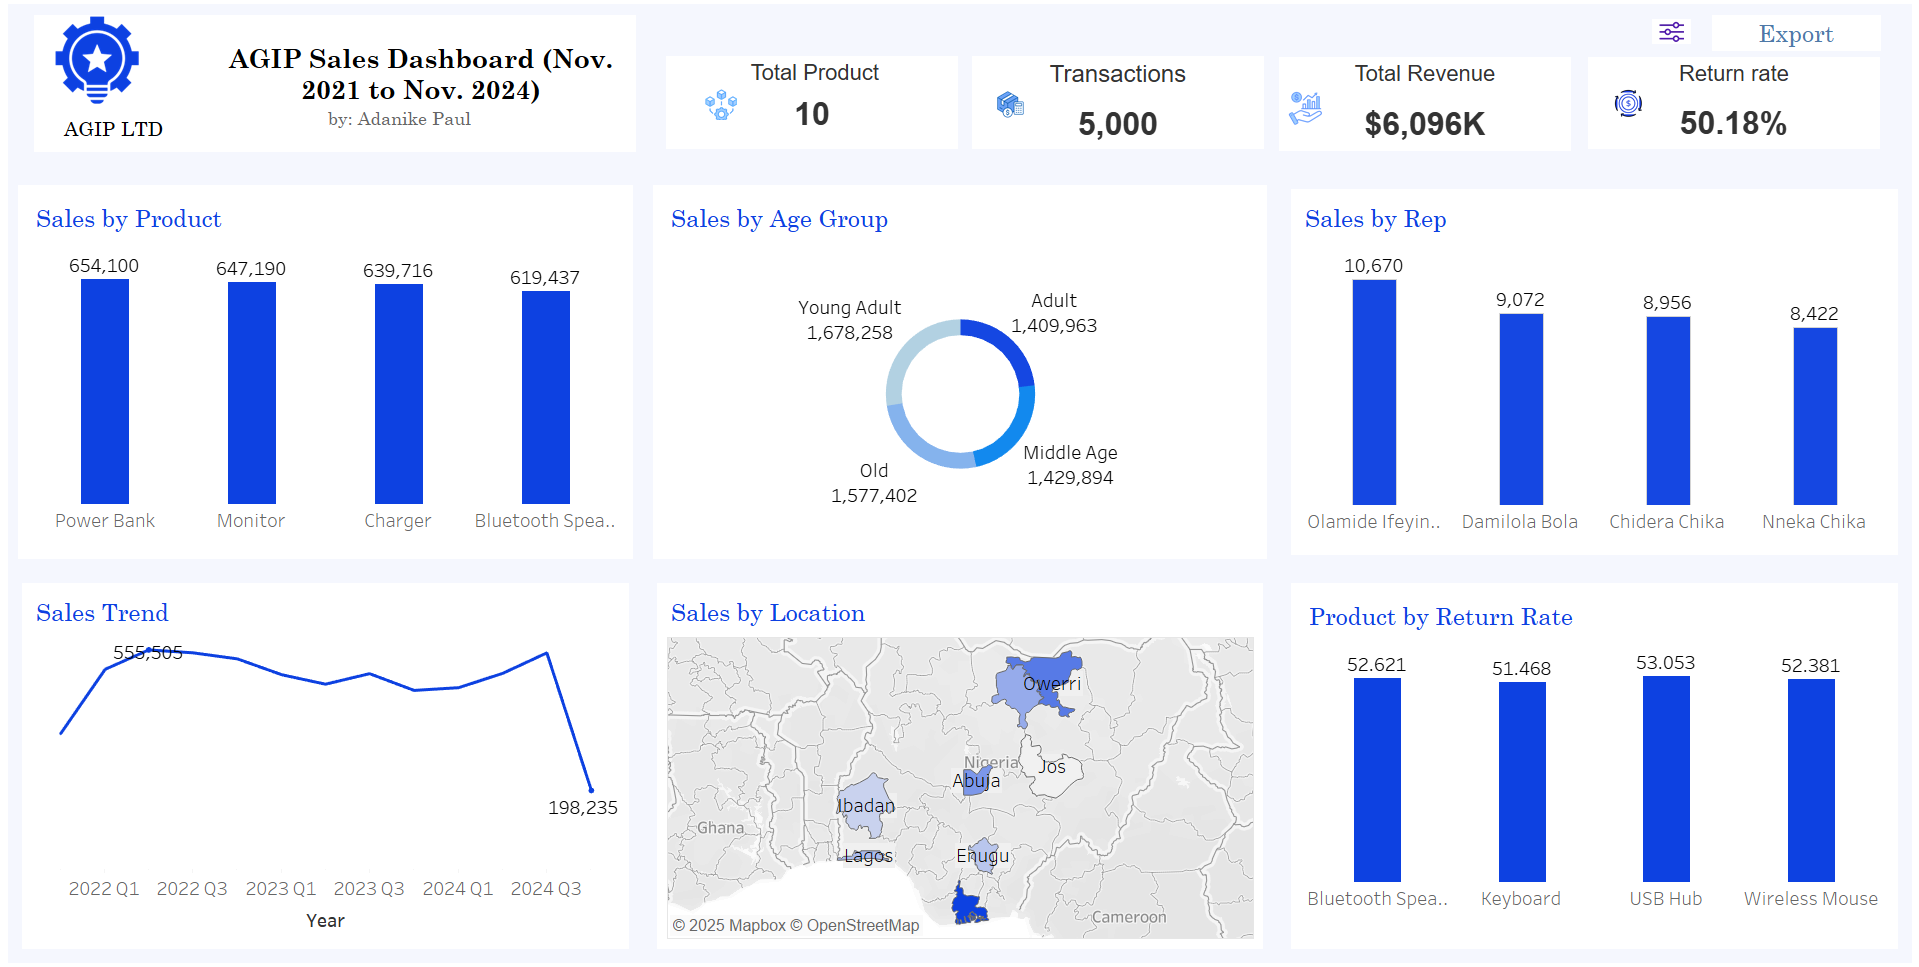 AGIP LTD
AGIP Sales Dashboard (Nov.
2021 to Nov. 2024)
by: Adanike Paul
Total Product
10
Transactions
5,000
Total Revenue
$6,096K
Return rate
50.18%
Export
Sales by Product
654,100
647,190
639,716
619,437
Power Bank
Monitor
Charger
Bluetooth Spea..
Sales by Age Group
Young Adult
1,678,258
Adult
1,409,963
Old
1,577,402
Middle Age
1,429,894
Sales by Rep
10,670
9,072
8,956
8,422
Olamide Ifeyin..
Damilola Bola
Chidera Chika
Nneka Chika
Sales Trend
555,505
198,235
2022 Q1
2022 Q3
2023 Q1
2023 Q3
2024 Q1
2024 Q3
Year
Sales by Location
Owerri
Nigeria
Jos
Abuja
Ibadan
Ghana
Lagos
Enugu
Cameroon
© 2025 Mapbox © OpenStreetMap
Product by Return Rate
52.621
51.468
53.053
52.381
Bluetooth Spea..
Keyboard
USB Hub
Wireless Mouse